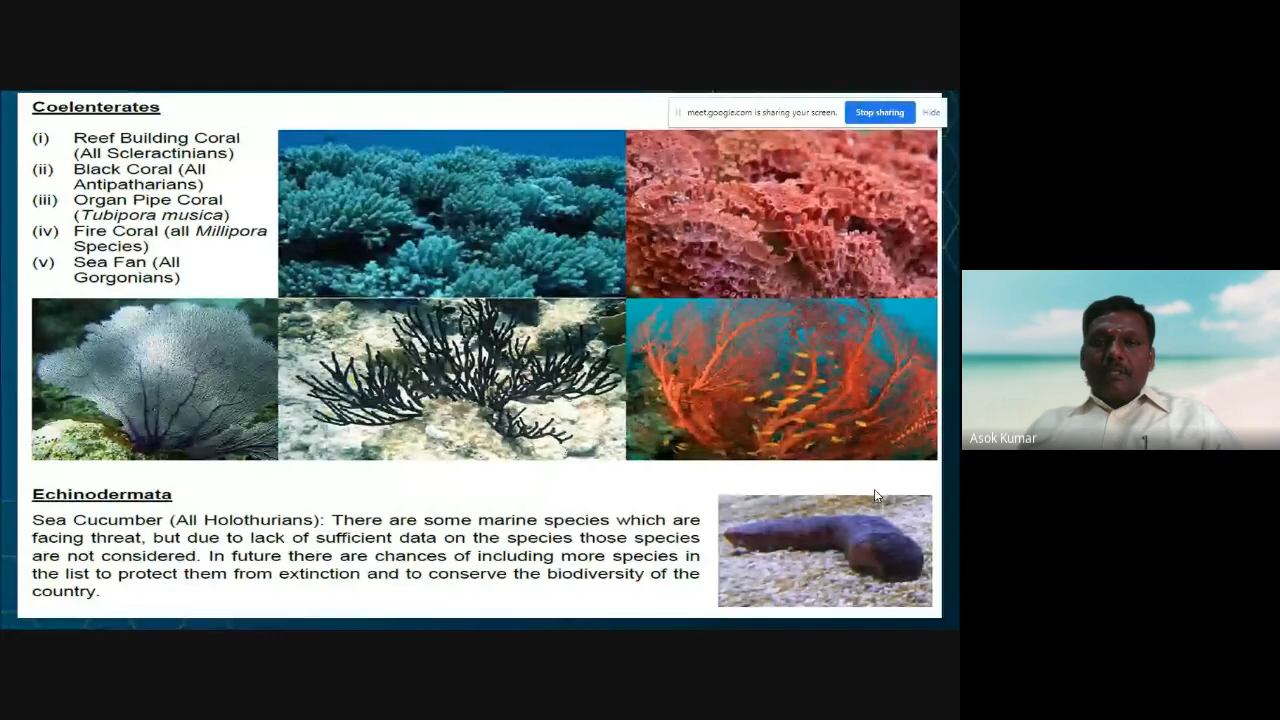 Coelenterates
meet.google.com is sharing your screen.
Stop sharing
Hide
(i) Reef Building Coral
(All Scleractinians)
(ii) Black Coral (All
Antipatharians)
(iii) Organ Pipe Coral
(Tubipora musica)
(iv) Fire Coral (all Millipora
Species)
(v) Sea Fan (All
Gorgonians)
Asok Kumar
Echinodermata
Sea Cucumber (All Holothurians): There are some marine species which are
facing threat, but due to lack of sufficient data on the species those species
are not considered. In future there are chances of including more species in
the list to protect them from extinction and to conserve the biodiversity of the
country.